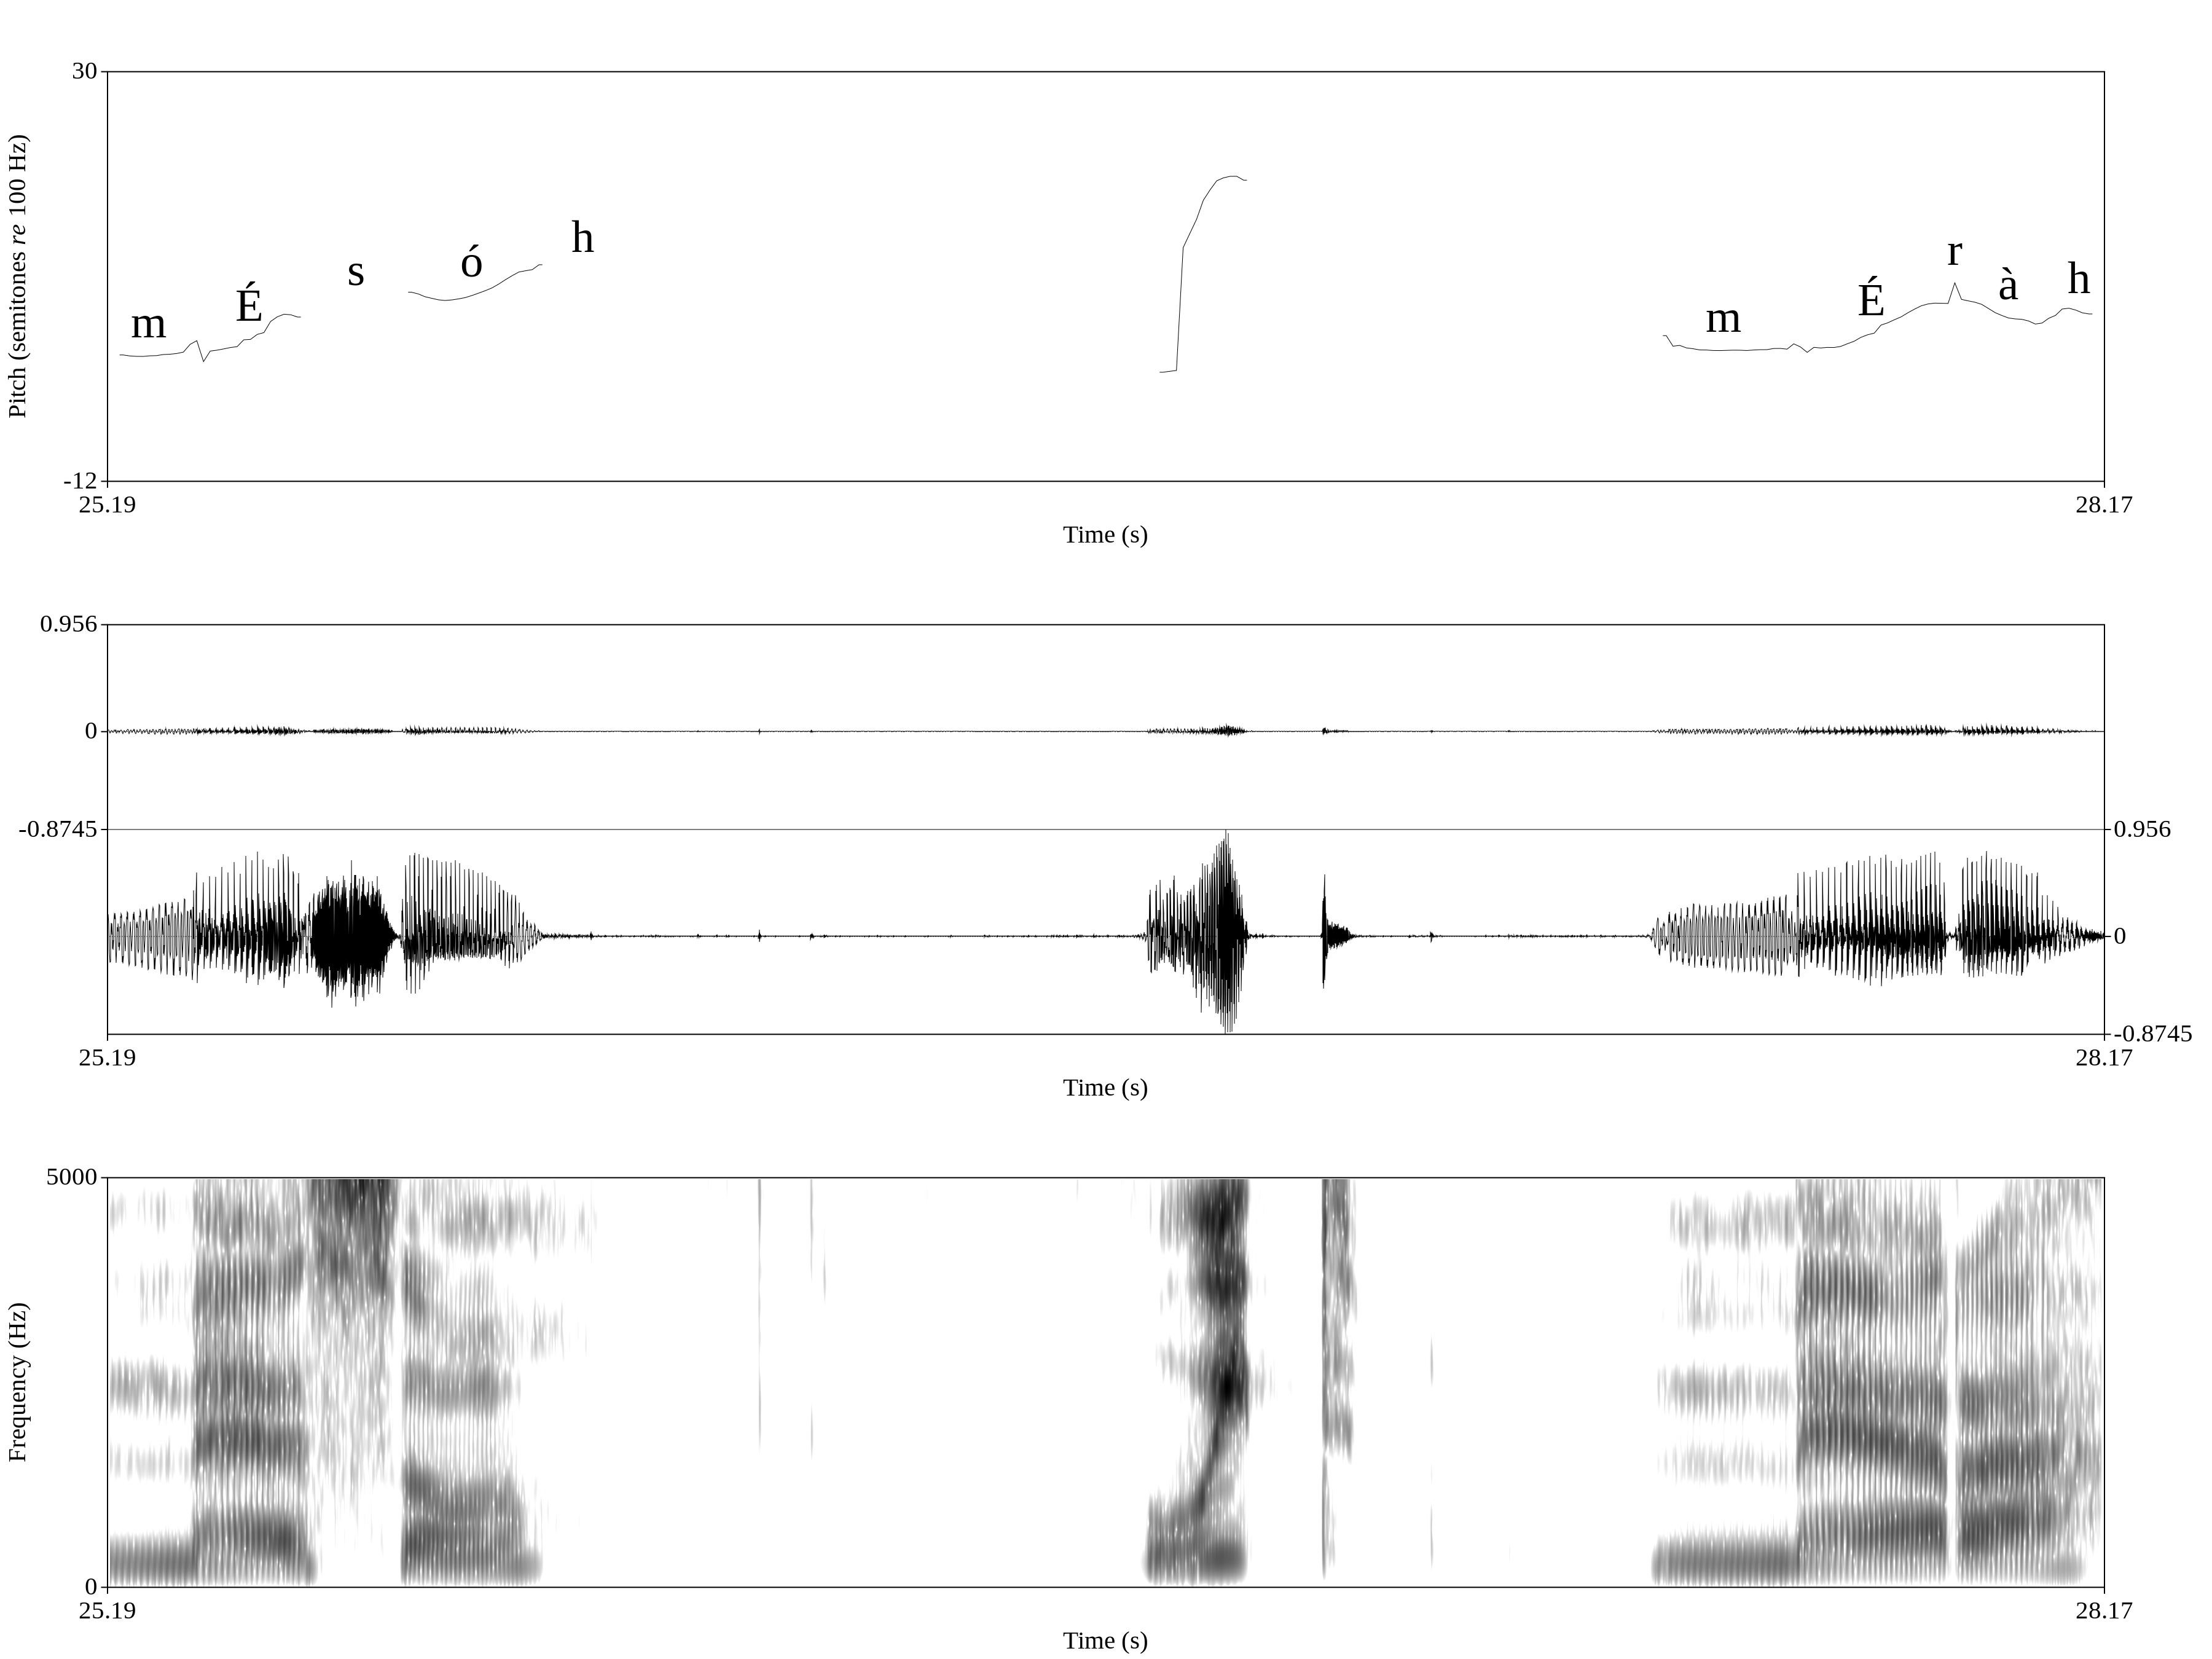 30
Pitch (semitones re 100 Hz)
m É s ó h m É r à h
-12
25.19 28.17
Time (s)
0.956
0
-0.8745 0.956
0
-0.8745
25.19 28.17
Time (s)
5000
Frequency (Hz)
0
25.19 28.17
Time (s)